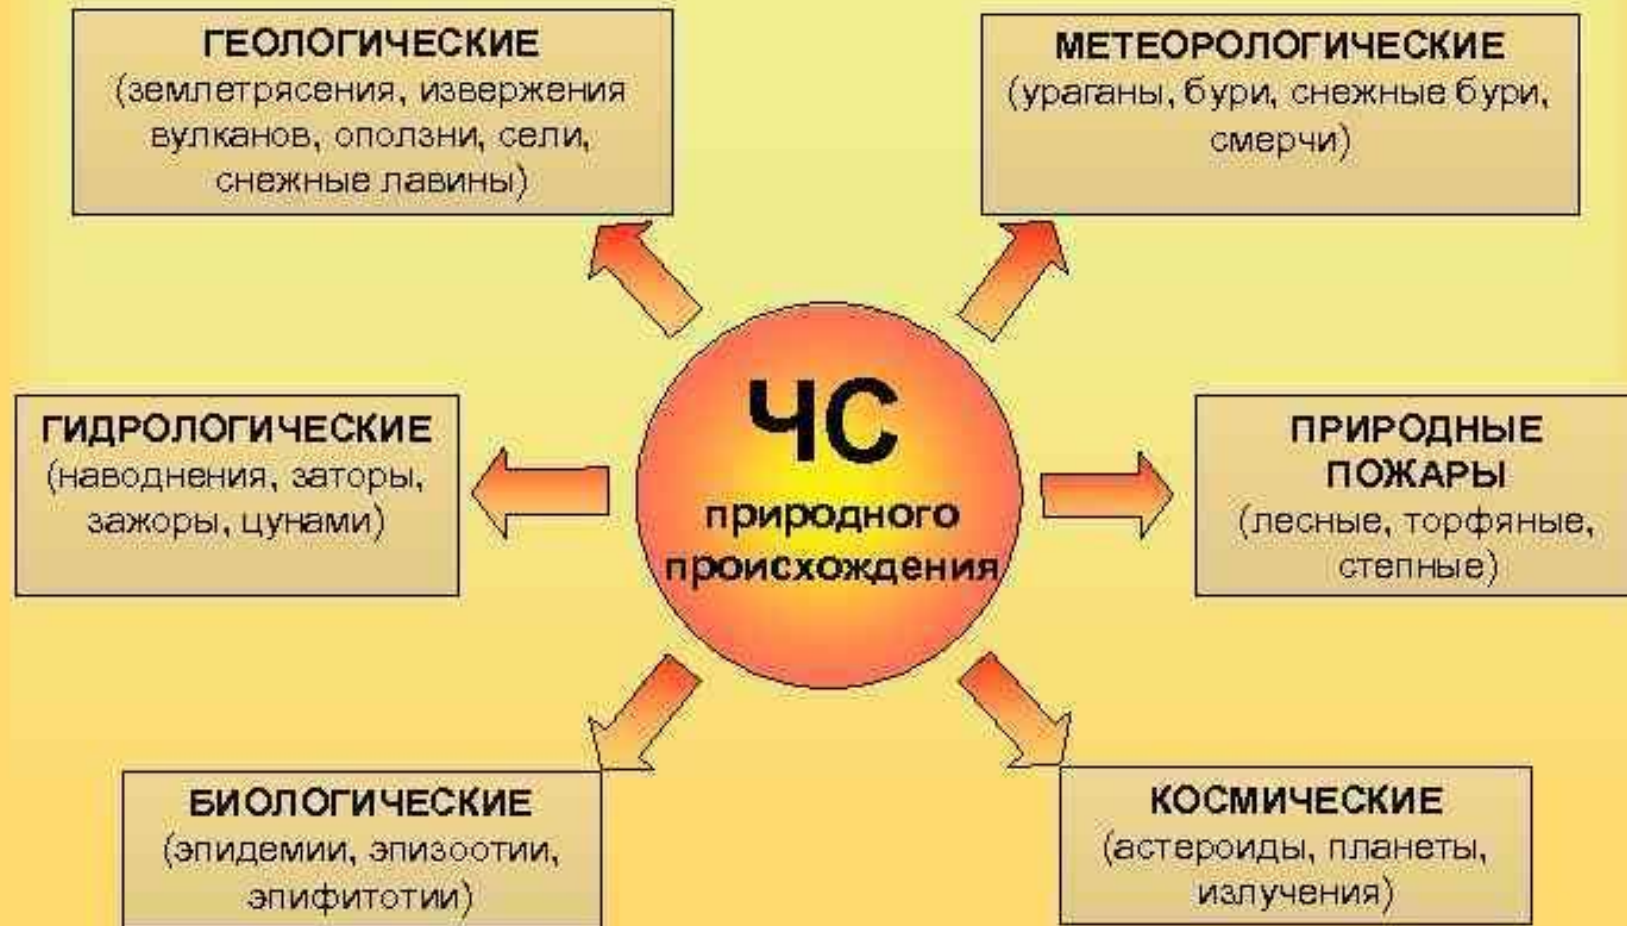 ГЕОЛОГИЧЕСКИЕ
(землетрясения, извержения
вулканов, оползни, сели,
снежные лавины)
МЕТЕОРОЛОГИЧЕСКИЕ
(ураганы, бури, снежные бури,
смерчи)
ЧС
природного
происхождения
ГИДРОЛОГИЧЕСКИЕ
(наводнения, заторы,
зажоры, цунами)
ПРИРОДНЫЕ
ПОЖАРЫ
(лесные, торфяные,
степные)
БИОЛОГИЧЕСКИЕ
(эпидемии, эпизоотии,
эпифитотии)
КОСМИЧЕСКИЕ
(астероиды, планеты,
излучения)